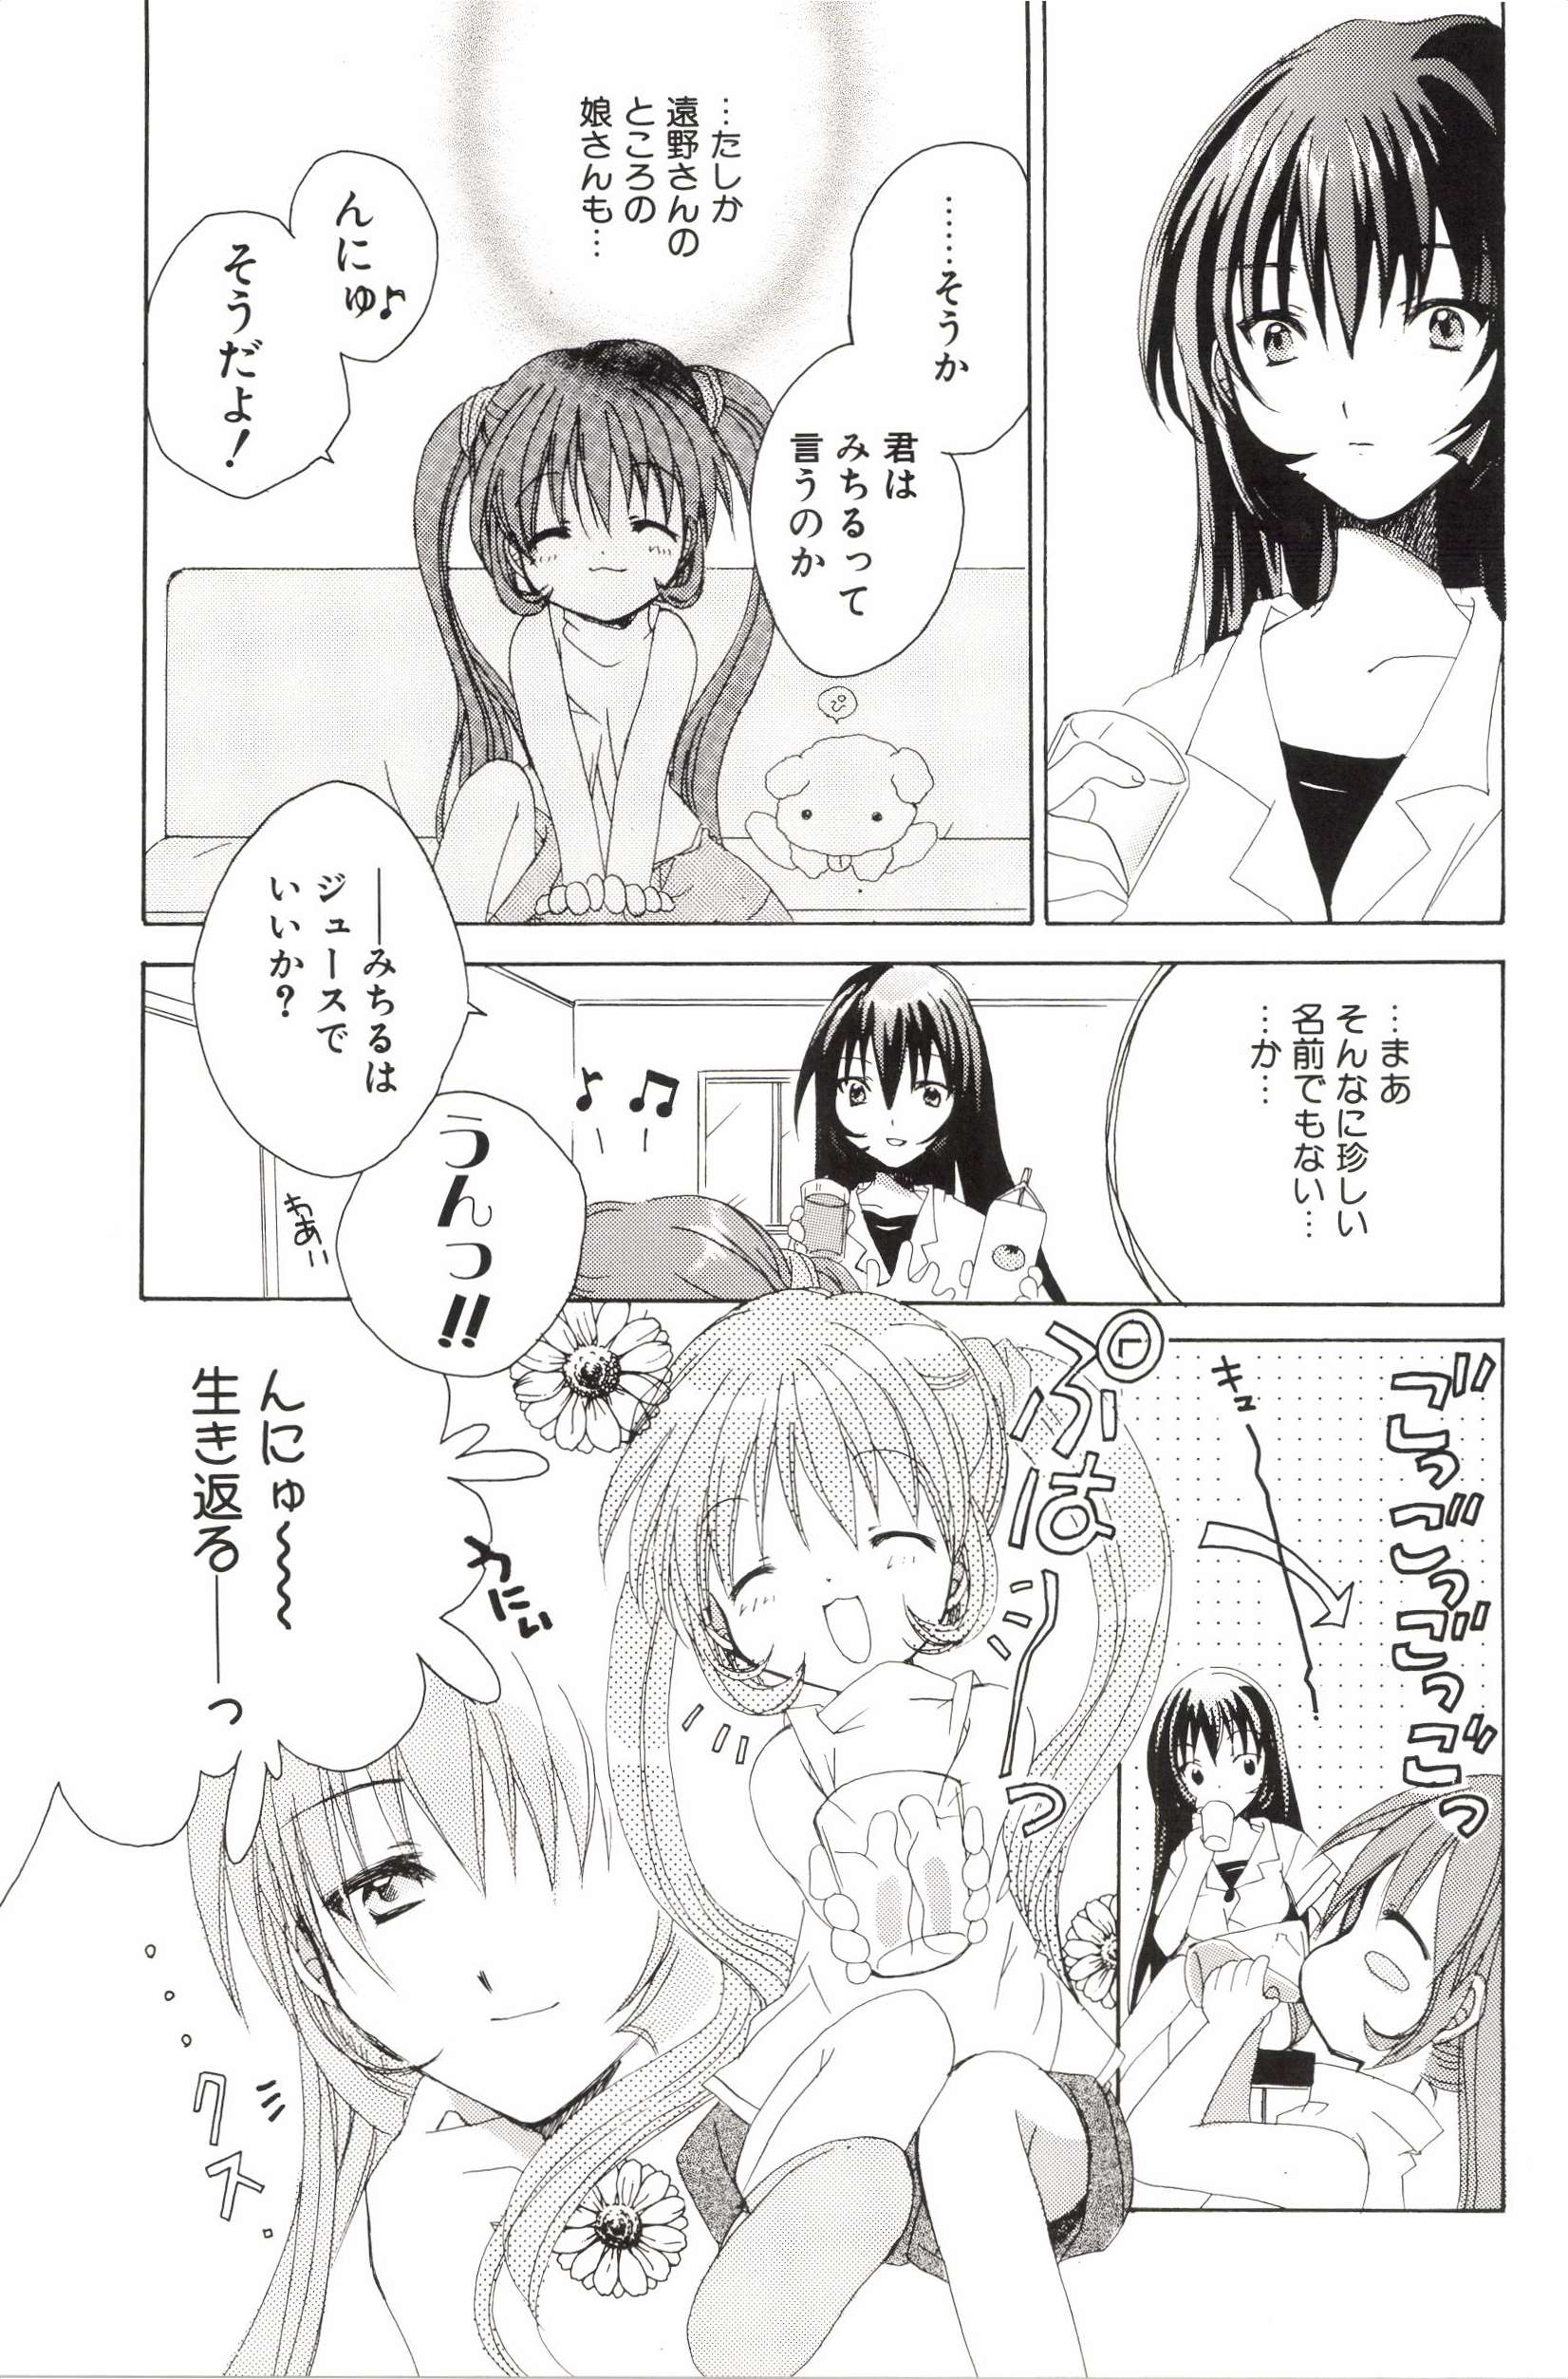 ……そうか
君は
みちるって
言うのか
…たしか
遠野さんの
ところの
娘さんも…
んにゅ♪
そうだよ！
ぴ
…まあ
そんなに珍しい
名前でもない…
…か…
――みちるは
ジュースで
いいか？
うんっ!!
わあい
ごしっごごっごっごっ
キュー
ぷはーっ
んにゅ～～～
生き返る――っ
わにぃ
クス